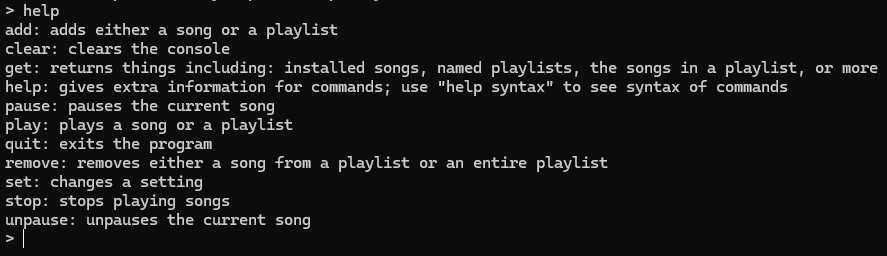 > help
add: adds either a song or a playlist
clear: clears the console
get: returns things including: installed songs, named playlists, the songs in a playlist, or more
help: gives extra information for commands; use "help syntax" to see syntax of commands
pause: pauses the current song
play: plays a song or a playlist
quit: exits the program
remove: removes either a song from a playlist or an entire playlist
set: changes a setting
stop: stops playing songs
unpause: unpauses the current song
>